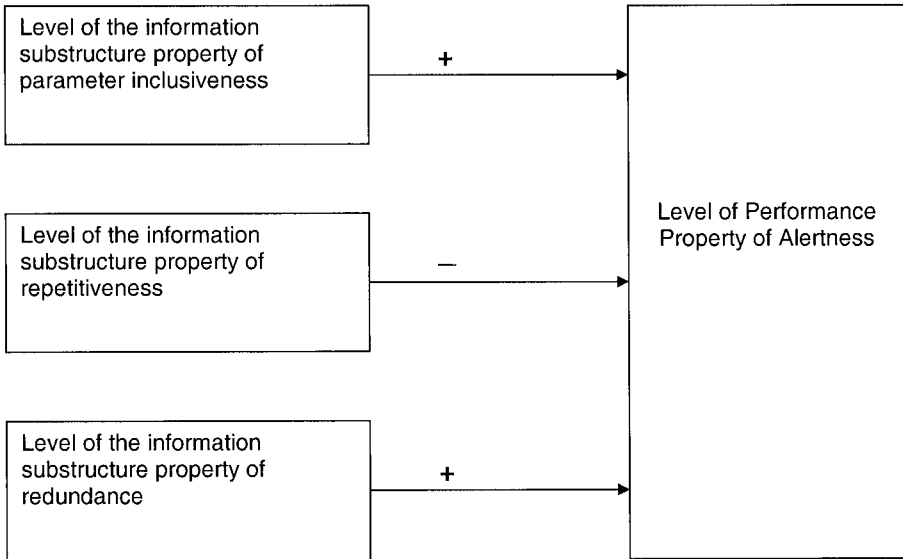 Level of the information
substructure property of
parameter inclusiveness
+
Level of the information
substructure property of
repetitiveness
–
Level of the information
substructure property of
redundance
+
Level of Performance
Property of Alertness